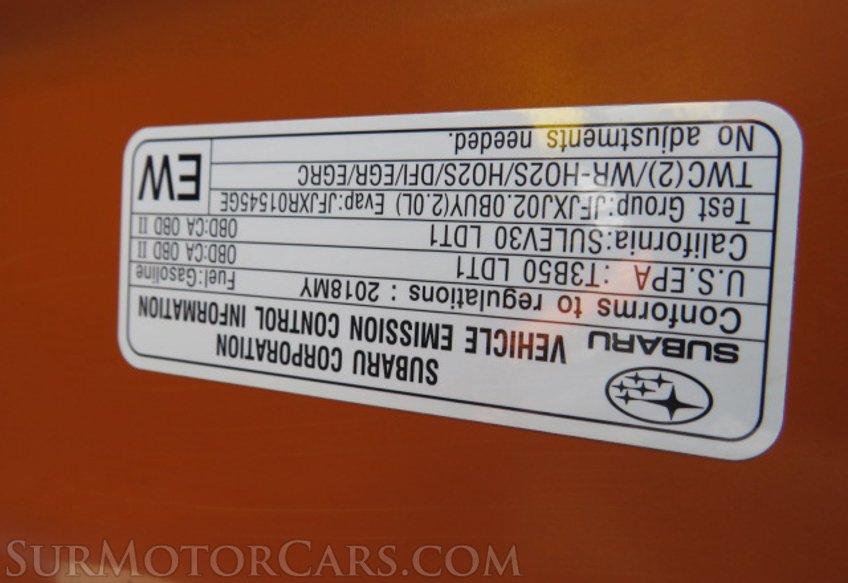 SUBARU CORPORATION
SUBARU VEHICLE EMISSION CONTROL INFORMATION
Conforms to regulations : 2018MY Fuel:Gasoline
U.S.EPA : T3B50 LDT1 OBD:CA OBD II
California:SULEV30 LDT1 OBD:CA OBD II
Test Group:JFJXJ02.0BUY(2.0L) Evap:JFJXR0154GE
TWC(2)/WR-HO2S/HO2S/DFI/EGR/EGRC
No adjustments needed.
EW
SURMOTORCARS.COM